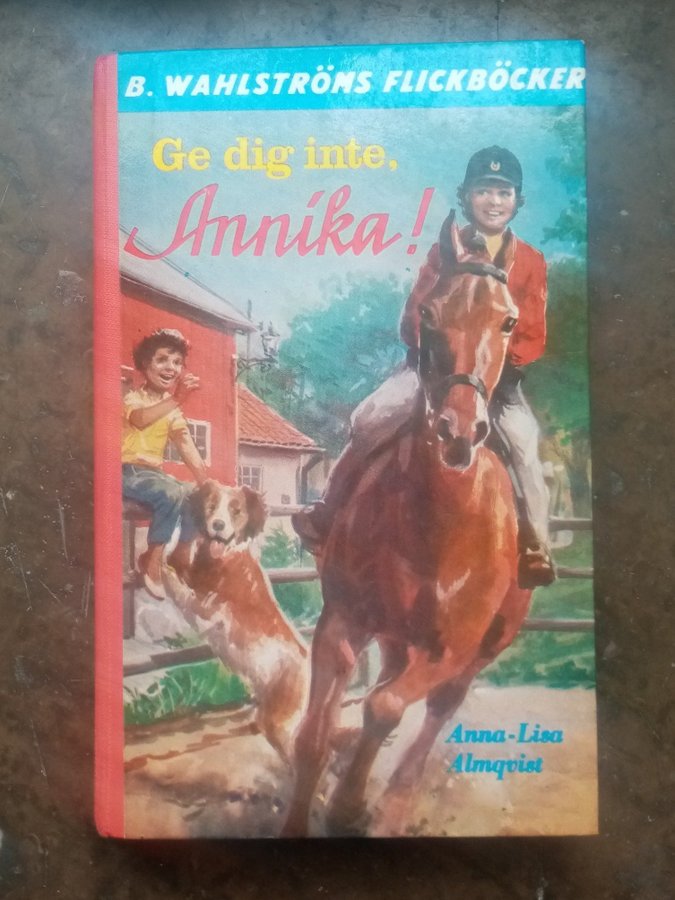 B. WAHLSTRÖMS FLICKBÖCKER
Ge dig inte,
Annika!
Anna-Lisa
Almqvist